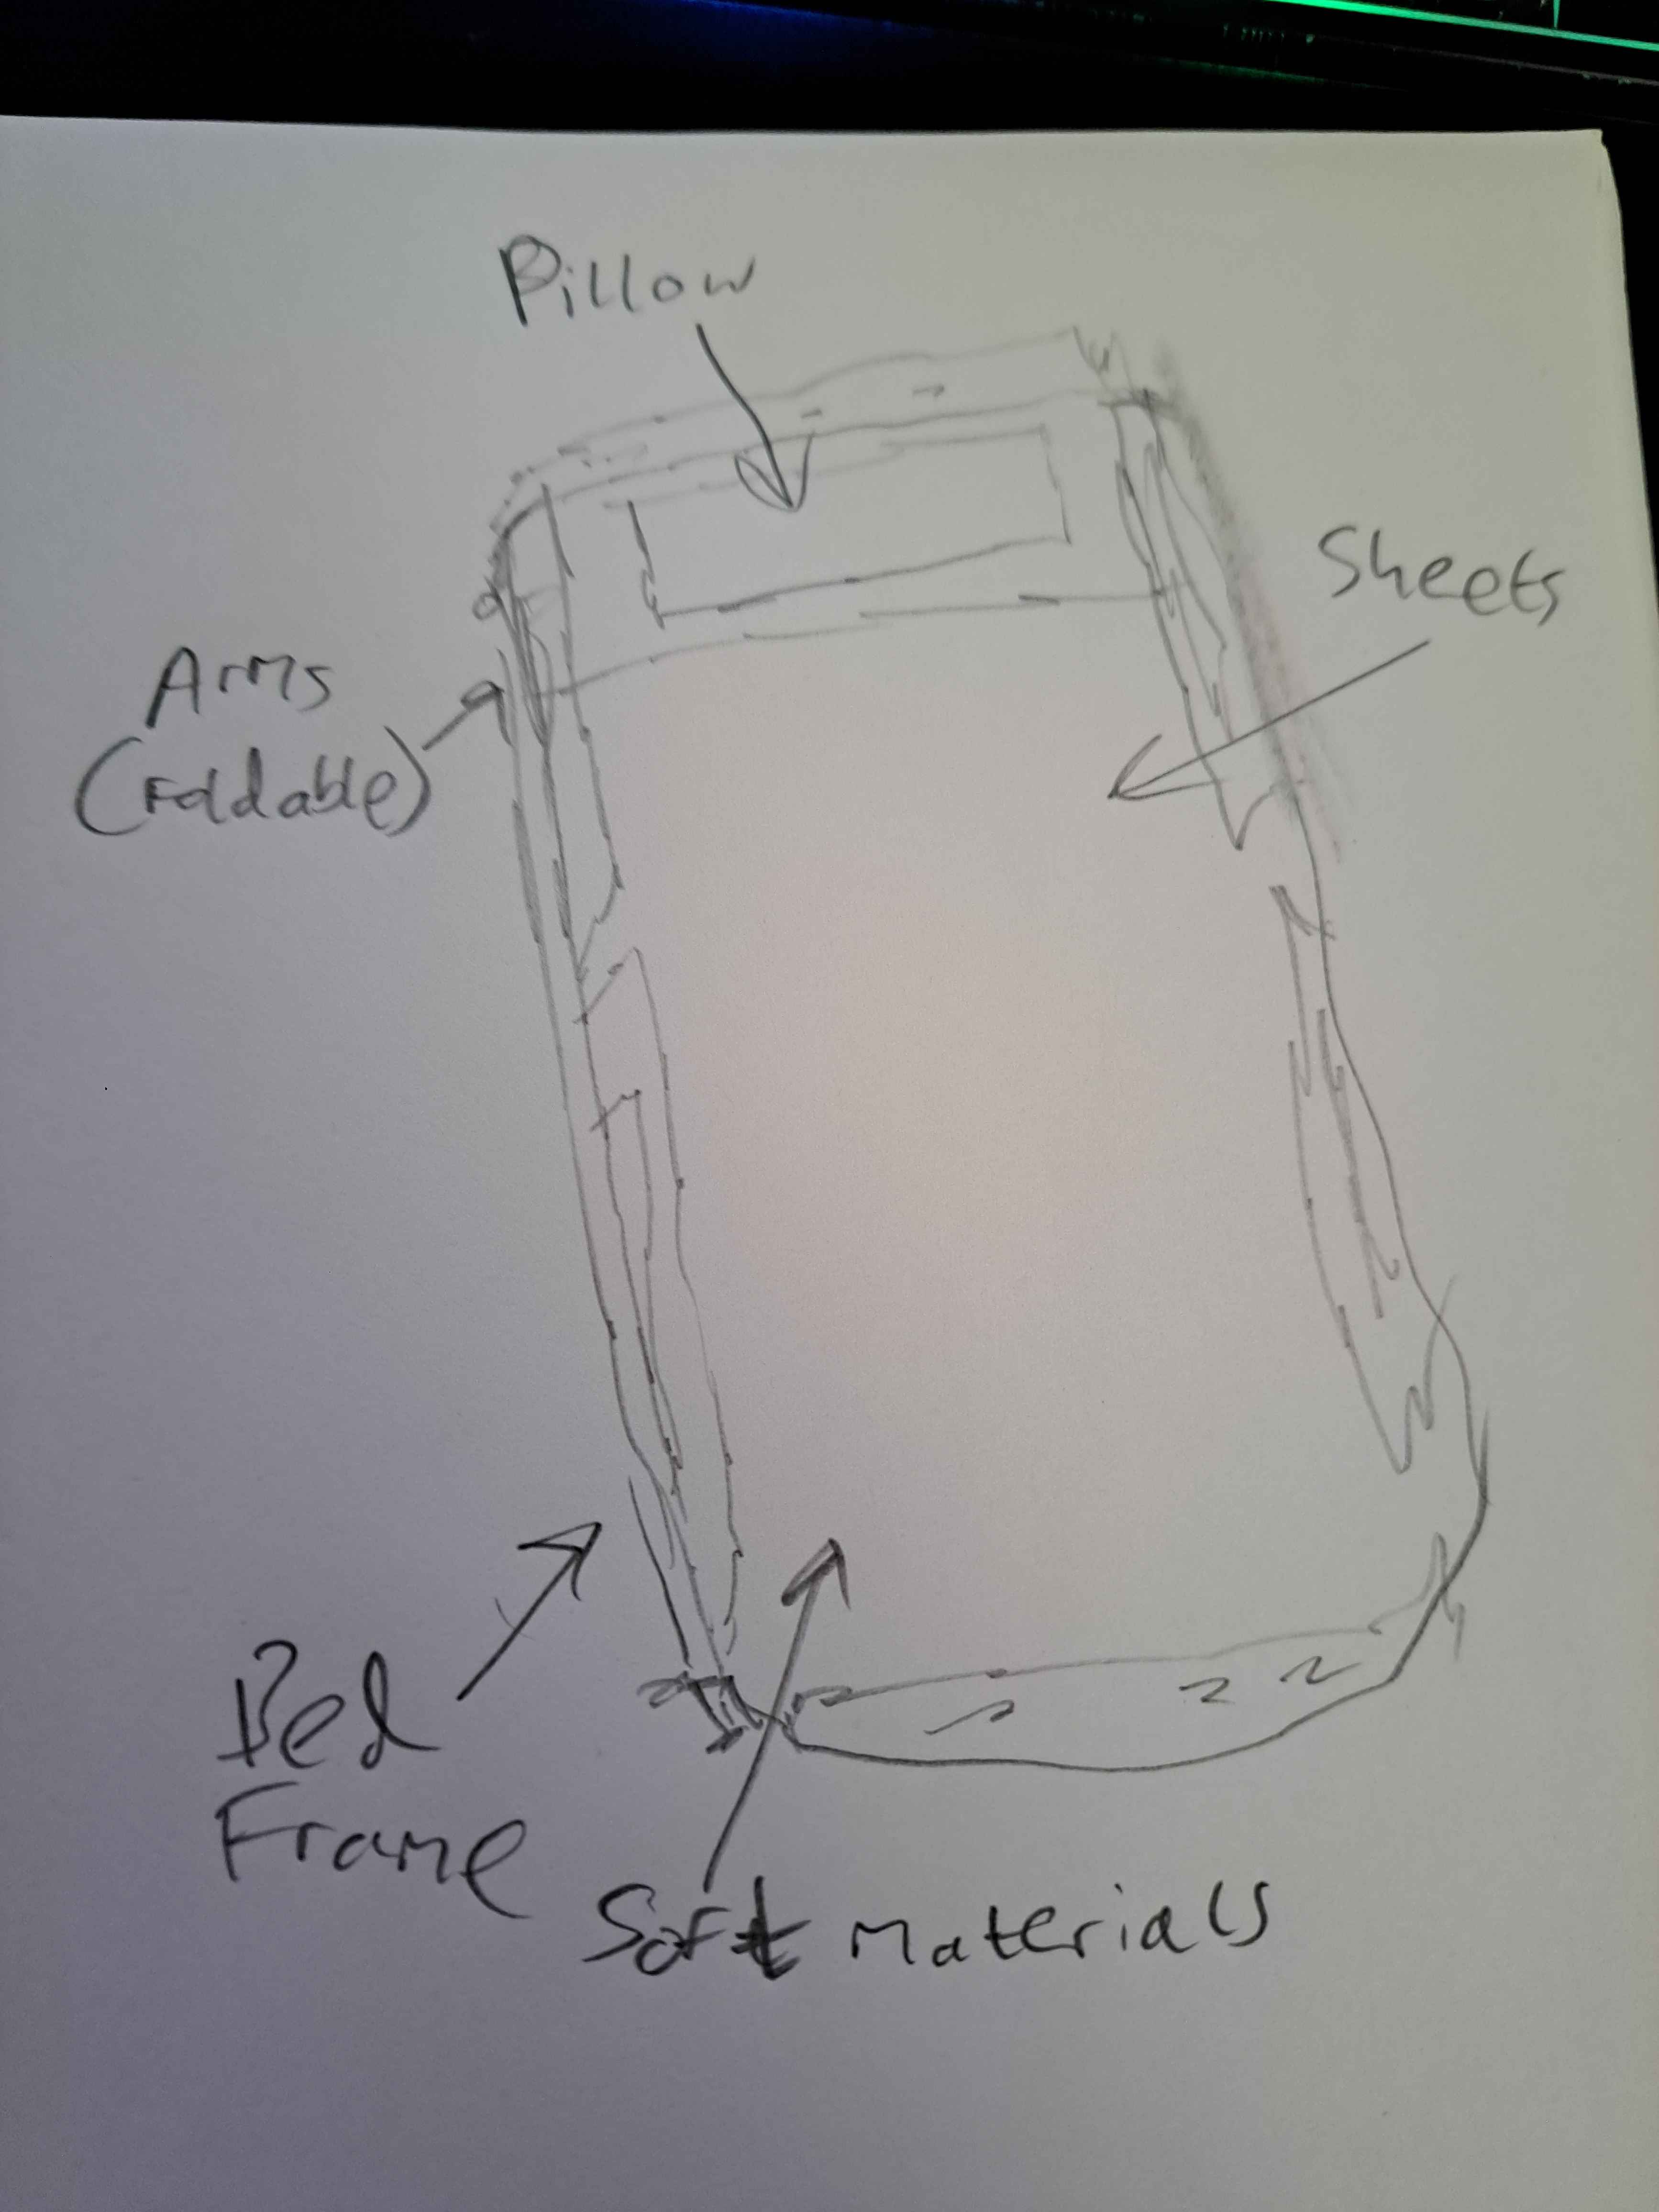 Pillow
Sheets
Arms
(Foldable)
Bed
Frame
Soft Materials